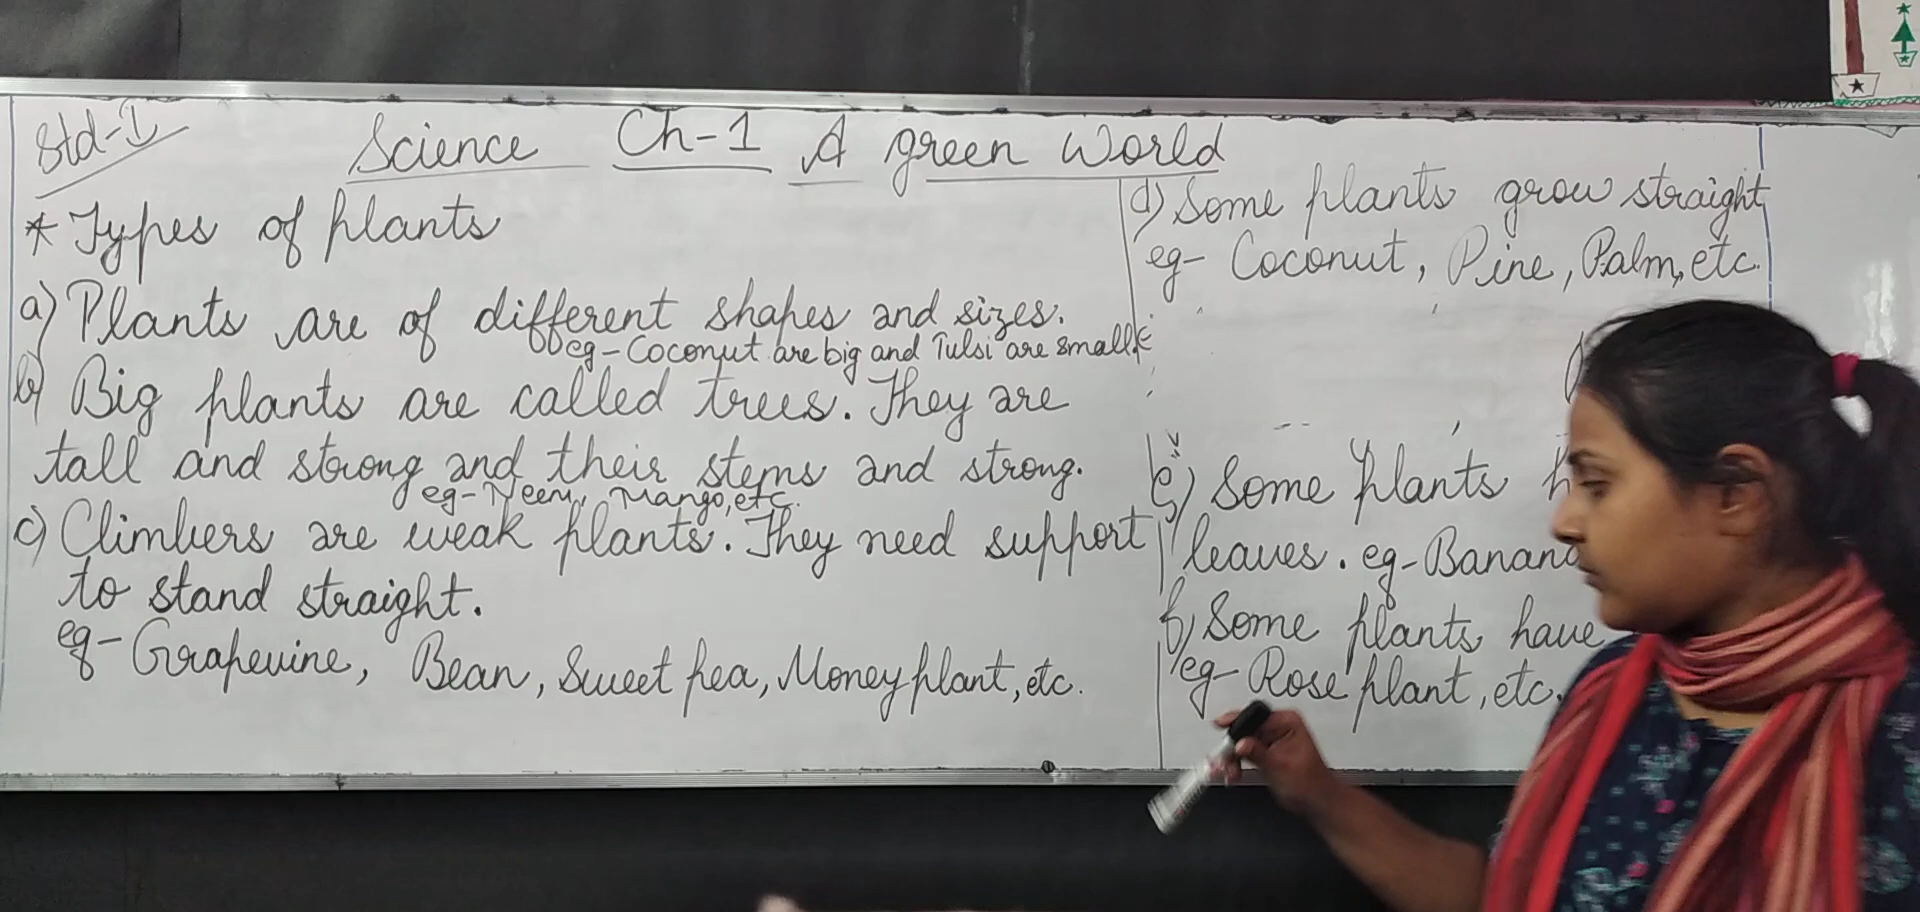 Std-I
Science Ch-1 A green World
* Types of plants
a) Plants are of different shapes and sizes.
eg-Coconut are big and Tulsi are small
b) Big plants are called trees. They are
tall and strong and their stems and strong.
eg-Neem, Mango, etc.
c) Climbers are weak plants. They need support
to stand straight.
eg-Grapevine, Bean, Sweet pea, Money plant, etc.
d) Some plants grow straight
eg- Coconut, Pine, Palm, etc.
e) Some plants
leaves. eg-Banana
f) Some plants have
eg-Rose plant, etc.